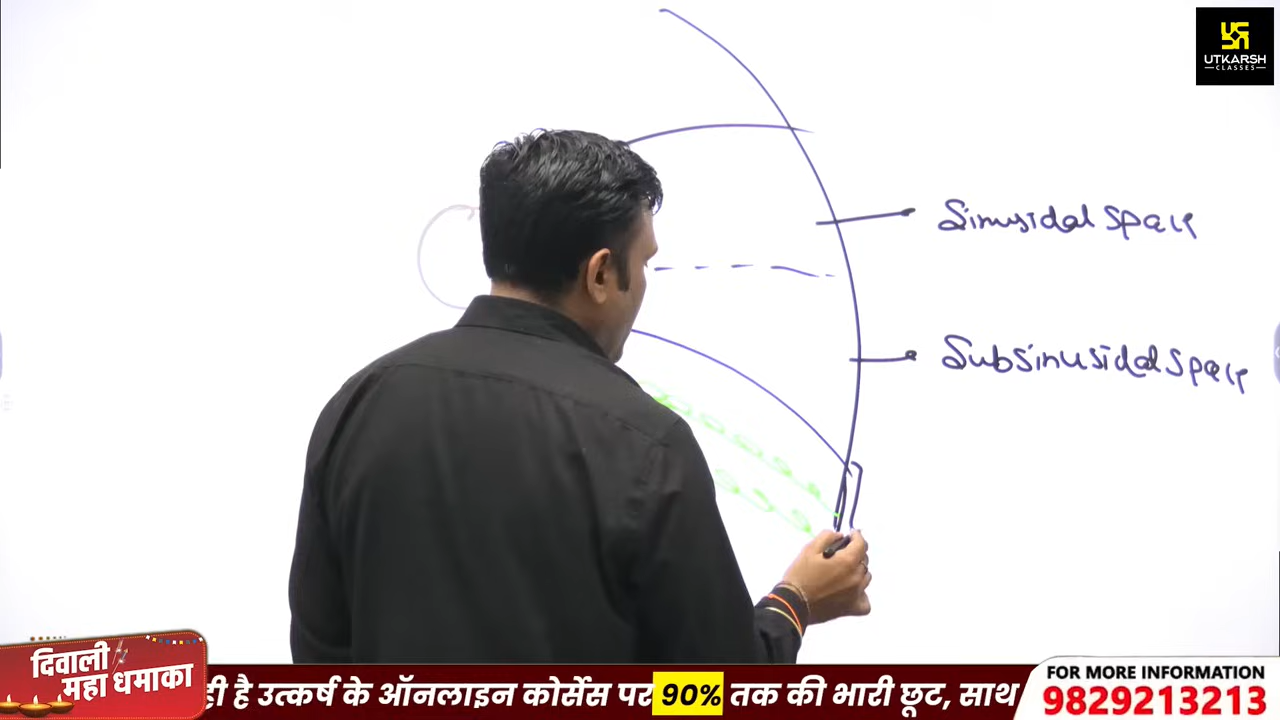 UTKARSH
CLASSES
Sinusidal space
Subsinusidal space
दिवाली
महा धमाका
ही है उत्कर्ष के ऑनलाइन कोर्सेस पर 90% तक की भारी छूट, साथ
FOR MORE INFORMATION
9829213213